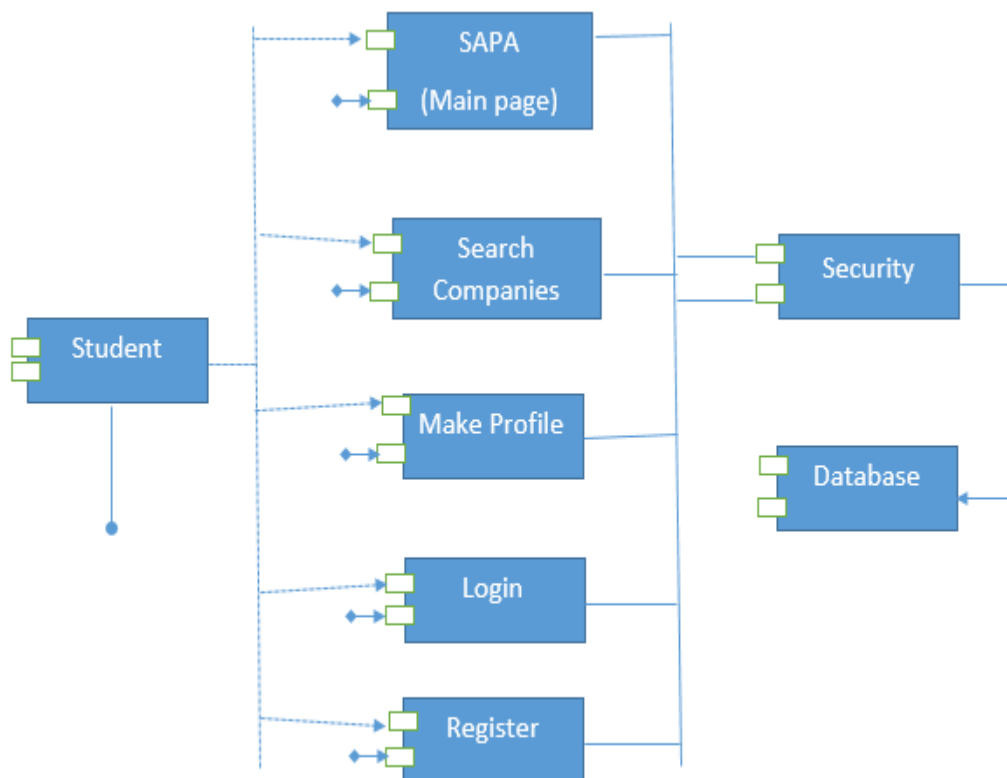 SAPA
(Main page)
Search
Companies
Security
Student
Make Profile
Database
Login
Register